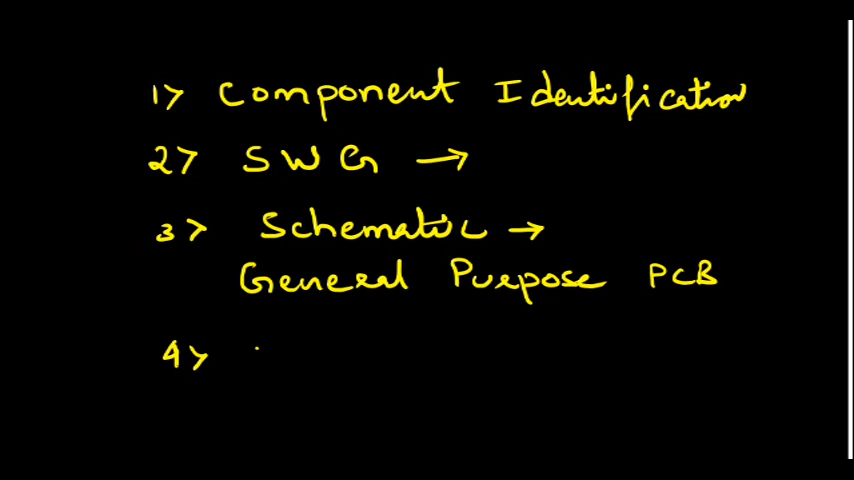 1> Component Identification
2> SWG →
3> Schematic →
General Purpose PCB
4> .